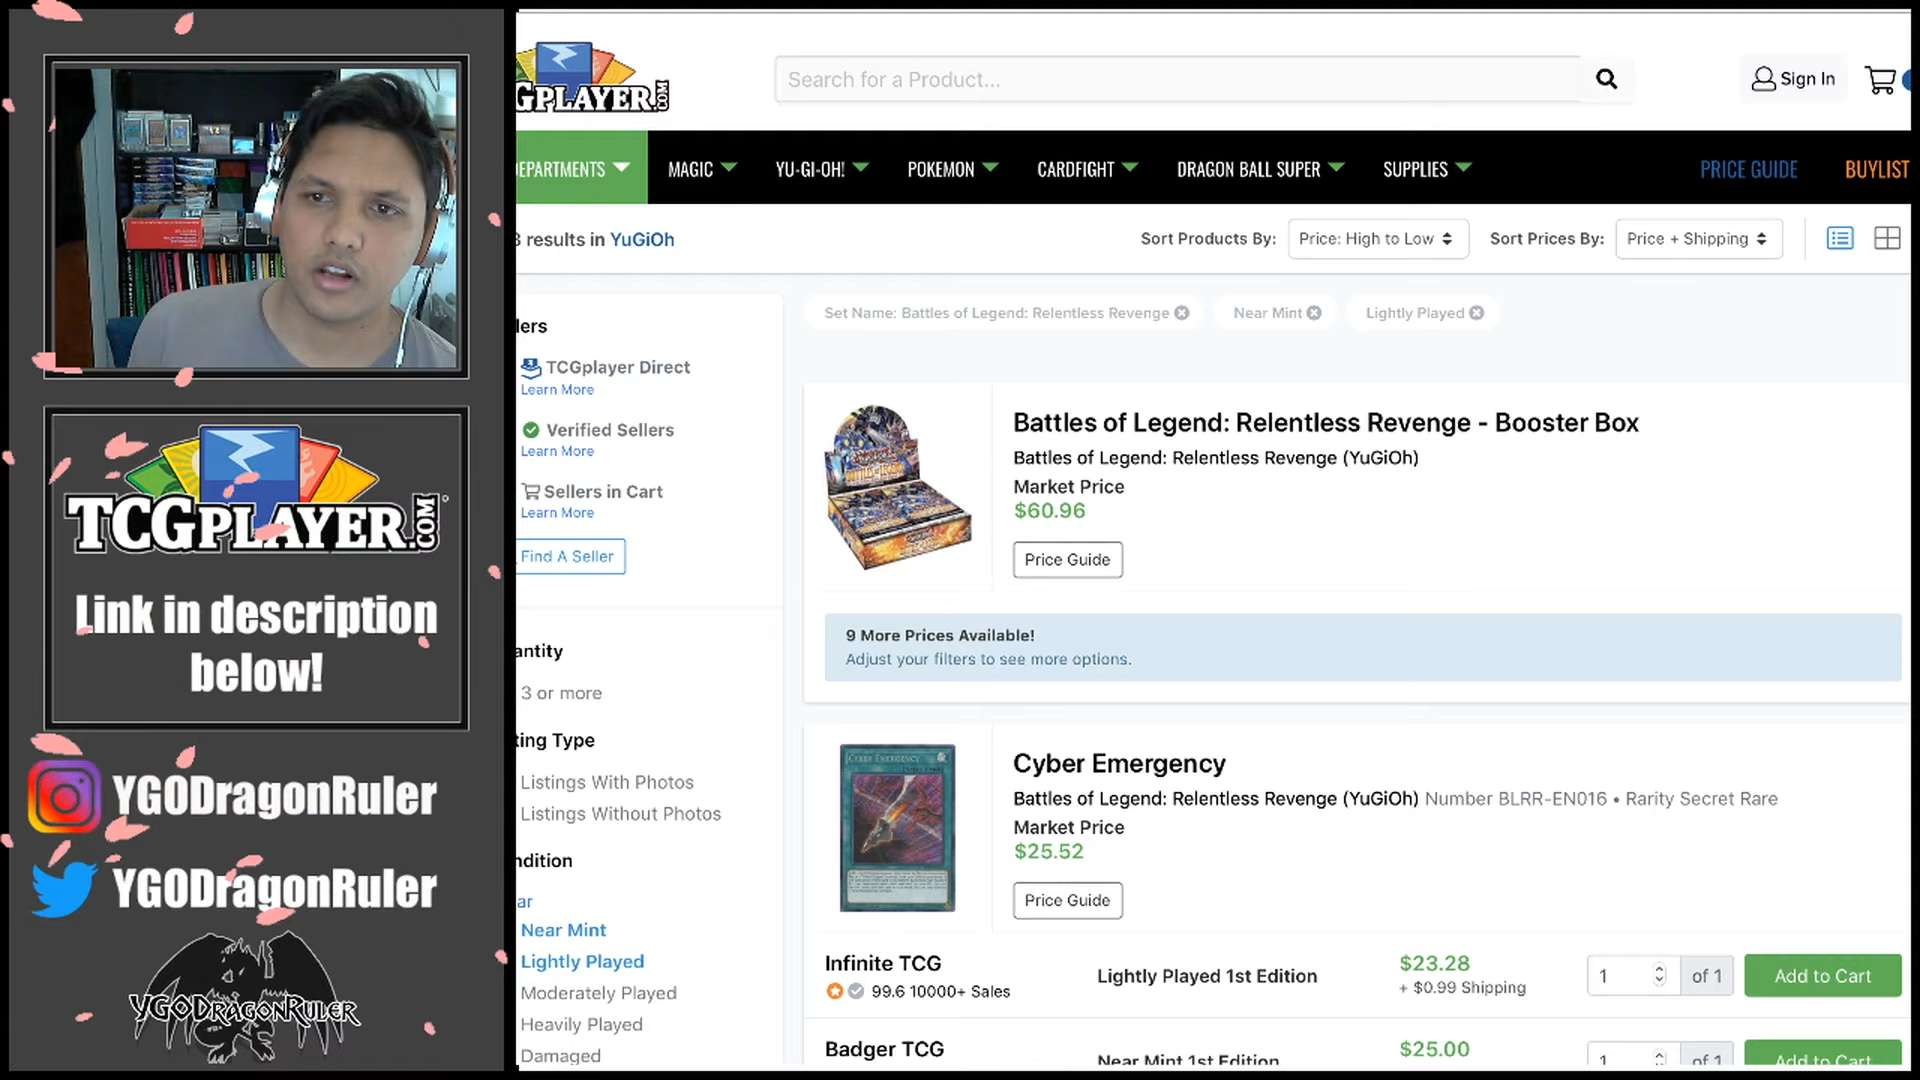 TCGPLAYER.COM
Link in description
below!
YGODragonRuler
YGODragonRuler
YGODRAGONRULER
GPLAYER.COM
Search for a Product...
Sign In
EPARTMENTS
MAGIC
YU-GI-OH!
POKEMON
CARDFIGHT
DRAGON BALL SUPER
SUPPLIES
PRICE GUIDE
BUYLIST
3 results in YuGiOh
Sort Products By:
Price: High to Low
Sort Prices By:
Price + Shipping
lers
TCGplayer Direct
Learn More
Verified Sellers
Learn More
Sellers in Cart
Learn More
Find A Seller
antity
3 or more
ting Type
Listings With Photos
Listings Without Photos
ndition
ar
Near Mint
Lightly Played
Moderately Played
Heavily Played
Damaged
Set Name: Battles of Legend: Relentless Revenge
Near Mint
Lightly Played
Battles of Legend: Relentless Revenge - Booster Box
Battles of Legend: Relentless Revenge (YuGiOh)
Market Price
$60.96
Price Guide
9 More Prices Available!
Adjust your filters to see more options.
CYBER EMERGENCY
Cyber Emergency
Battles of Legend: Relentless Revenge (YuGiOh) Number BLRR-EN016 • Rarity Secret Rare
Market Price
$25.52
Price Guide
Infinite TCG
99.6 10000+ Sales
Lightly Played 1st Edition
$23.28
+ $0.99 Shipping
1
of 1
Add to Cart
Badger TCG
Near Mint 1st Edition
$25.00
1
of 1
Add to Cart